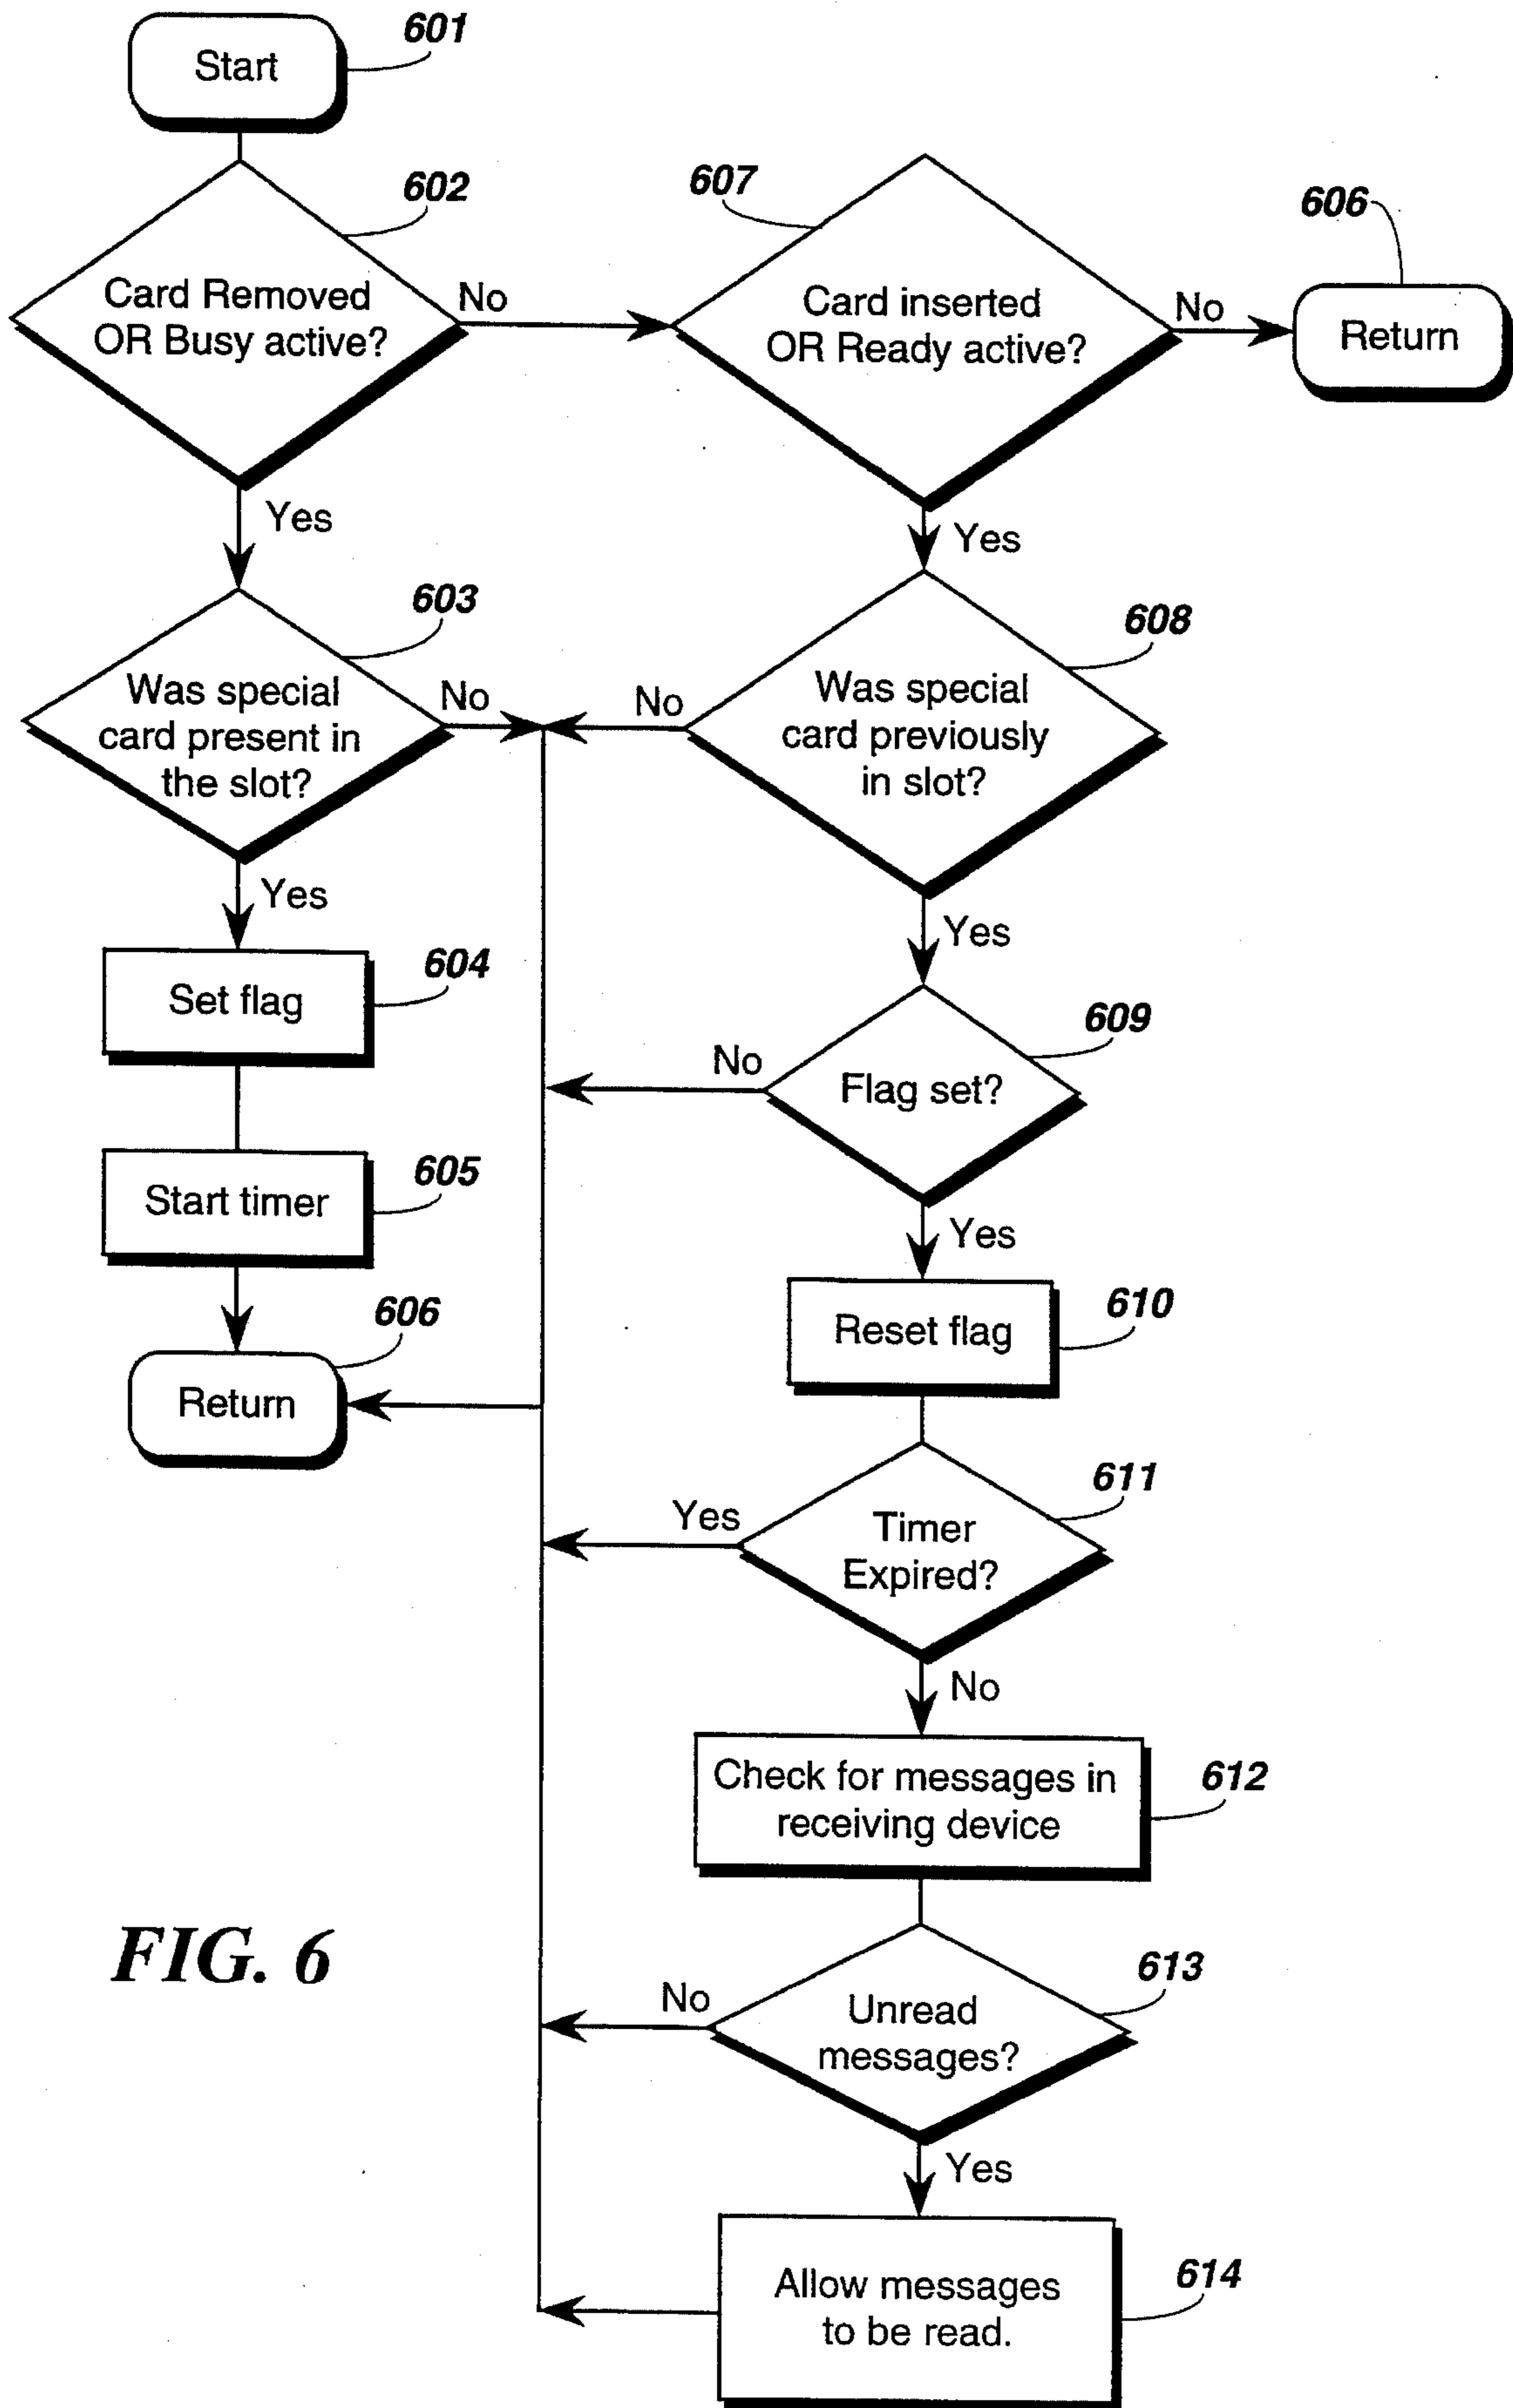 601
Start
602
Card Removed
OR Busy active?
No
Yes
607
Card inserted
OR Ready active?
No
Yes
606
Return
603
Was special
card present in
the slot?
No
Yes
608
Was special
card previously
in slot?
No
Yes
604
Set flag
605
Start timer
606
Return
609
Flag set?
No
Yes
610
Reset flag
611
Timer
Expired?
Yes
No
612
Check for messages in
receiving device
613
Unread
messages?
No
Yes
614
Allow messages
to be read.
FIG. 6